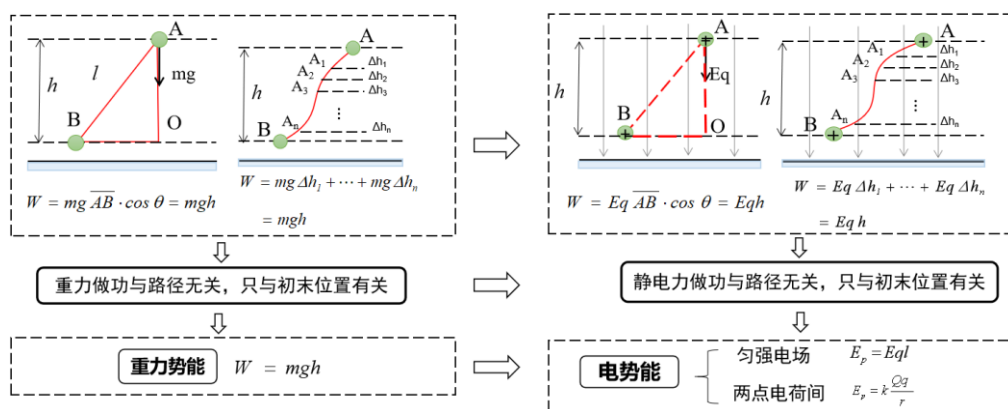 A
h
l
mg
B
O
A
A₁
A₂
A₃
Δh₁
Δh₂
Δh₃
⋮
h
B
Aₙ
Δhₙ
W = mg AB · cos θ = mgh
W = mg Δh₁ + ⋯ + mg Δhₙ
= mgh
A
h
Eq
B
O
A
A₁
A₂
A₃
Δh₁
Δh₂
Δh₃
⋮
h
B
Aₙ
Δhₙ
W = Eq AB · cos θ = Eqh
W = Eq Δh₁ + ⋯ + Eq Δhₙ
= Eq h
重力做功与路径无关，只与初末位置有关
静电力做功与路径无关，只与初末位置有关
重力势能 W = mgh
电势能
匀强电场 Eₚ = Eql
两点电荷间 Eₚ = k Qq/r